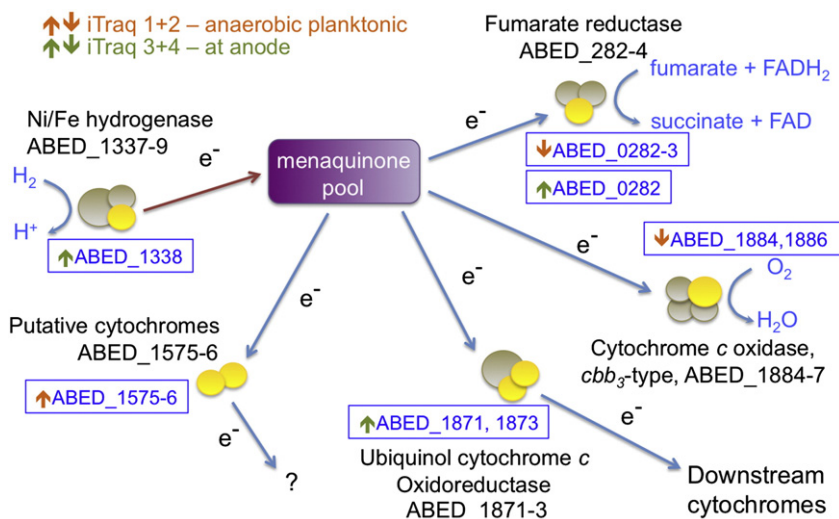 iTraq 1+2 – anaerobic planktonic
iTraq 3+4 – at anode
Fumarate reductase
ABED_282-4
fumarate + FADH₂
succinate + FAD
e⁻
ABED_0282-3
ABED_0282
Ni/Fe hydrogenase
ABED_1337-9
H₂
H⁺
e⁻
ABED_1338
menaquinone
pool
e⁻
ABED_1884,1886
O₂
H₂O
Cytochrome c oxidase,
cbb₃-type, ABED_1884-7
Putative cytochromes
ABED_1575-6
e⁻
ABED_1575-6
e⁻
?
e⁻
ABED_1871, 1873
Ubiquinol cytochrome c
Oxidoreductase
ABED_1871-3
e⁻
Downstream
cytochromes